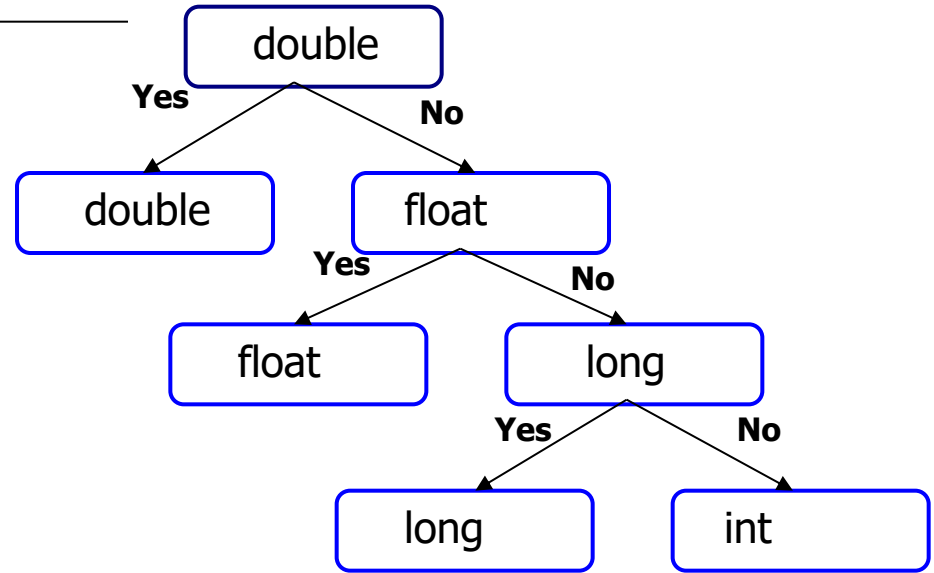 double
Yes
No
double
float
Yes
No
float
long
Yes
No
long
int